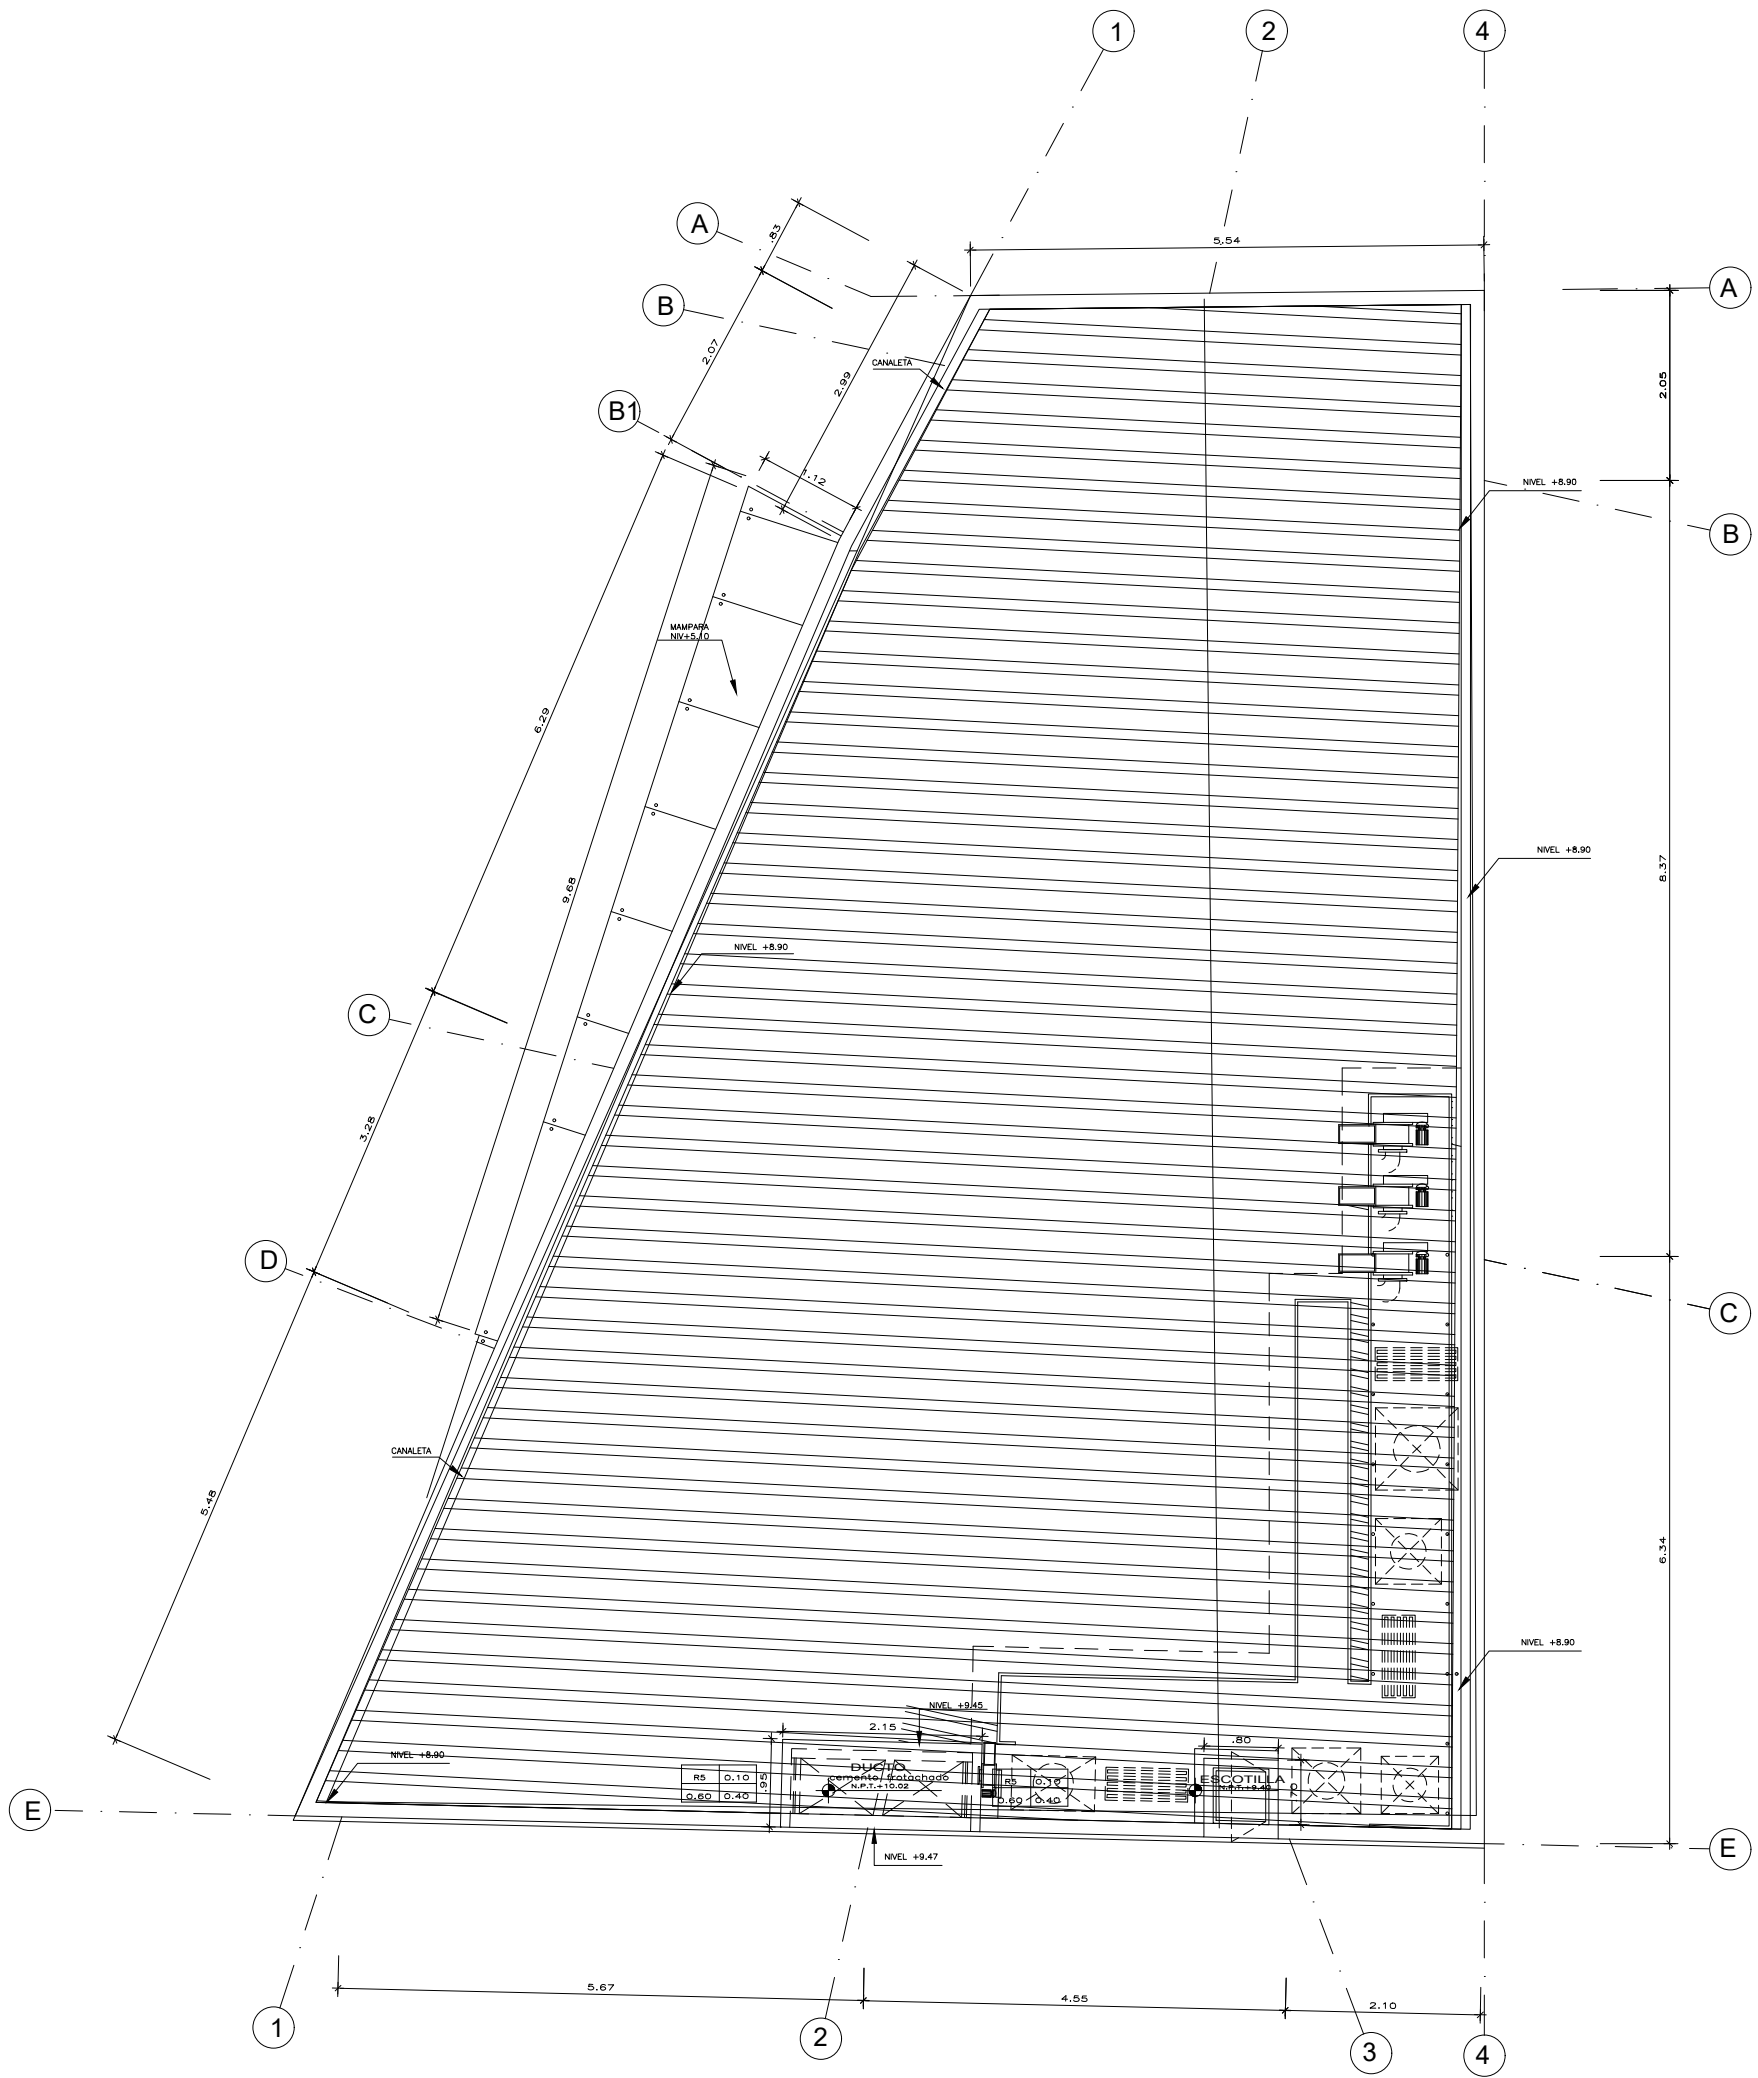 1
2
4
A
.83
5.54
A
B
2.07
CANALETA
2.99
2.05
B1
1.12
NIVEL +8.90
B
MAMPARA
NIV+5.10
6.29
9.68
8.37
NIVEL +8.90
NIVEL +8.90
C
3.28
D
C
CANALETA
5.48
6.34
NIVEL +8.90
NIVEL +9.45
2.15
.80
NIVEL +8.90
.95
R5 0.10
0.60 0.40
DUCTO
cemento frotachado
N.P.T.+10.02
R5 0.10
0.60 0.40
ESCOTILLA
E
NIVEL +9.47
E
5.67
4.55
2.10
1
2
3
4